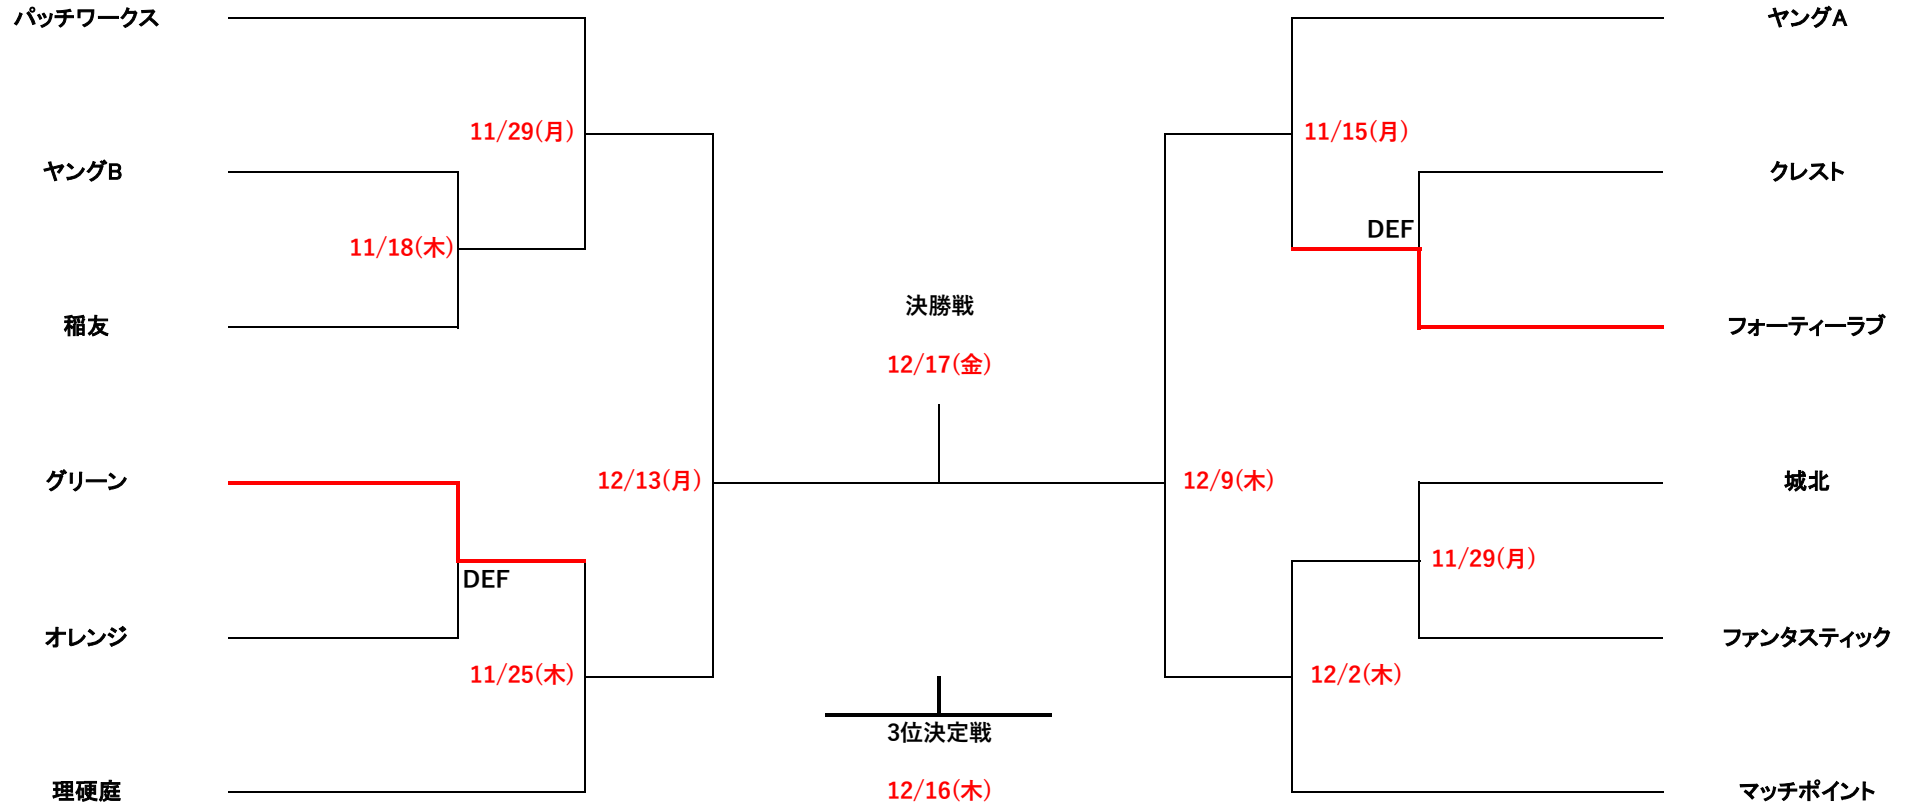 パッチワークス
ヤングA
11/29(月)
11/15(月)
ヤングB
クレスト
DEF
11/18(木)
決勝戦
稲友
フォーティーラブ
12/17(金)
グリーン
12/13(月)
12/9(木)
城北
11/29(月)
DEF
オレンジ
ファンタスティック
11/25(木)
12/2(木)
3位決定戦
理硬庭
12/16(木)
マッチポイント